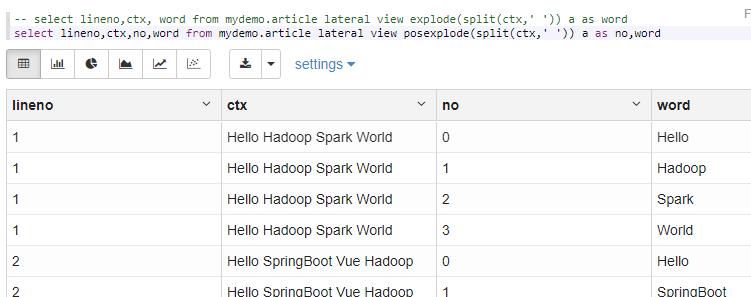 -- select lineno,ctx, word from mydemo.article lateral view explode(split(ctx,' ')) a as word
select lineno,ctx,no,word from mydemo.article lateral view posexplode(split(ctx,' ')) a as no,word
settings
lineno ctx no word
1 Hello Hadoop Spark World 0 Hello
1 Hello Hadoop Spark World 1 Hadoop
1 Hello Hadoop Spark World 2 Spark
1 Hello Hadoop Spark World 3 World
2 Hello SpringBoot Vue Hadoop 0 Hello
2 Hello SpringBoot Vue Hadoop 1 SpringBoot